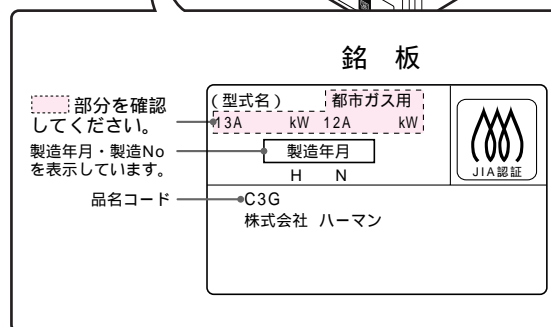 銘 板
部分を確認
してください。
製造年月・製造No
を表示しています。
品名コード
(型式名) 都市ガス用
13A kW 12A kW
製造年月
H N
C3G
株式会社 ハーマン
JIA認証